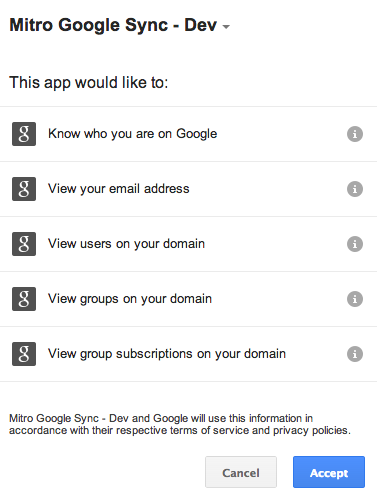 Mitro Google Sync - Dev
This app would like to:
g Know who you are on Google i
g View your email address i
g View users on your domain i
g View groups on your domain i
g View group subscriptions on your domain i
Mitro Google Sync - Dev and Google will use this information in
accordance with their respective terms of service and privacy policies.
Cancel Accept